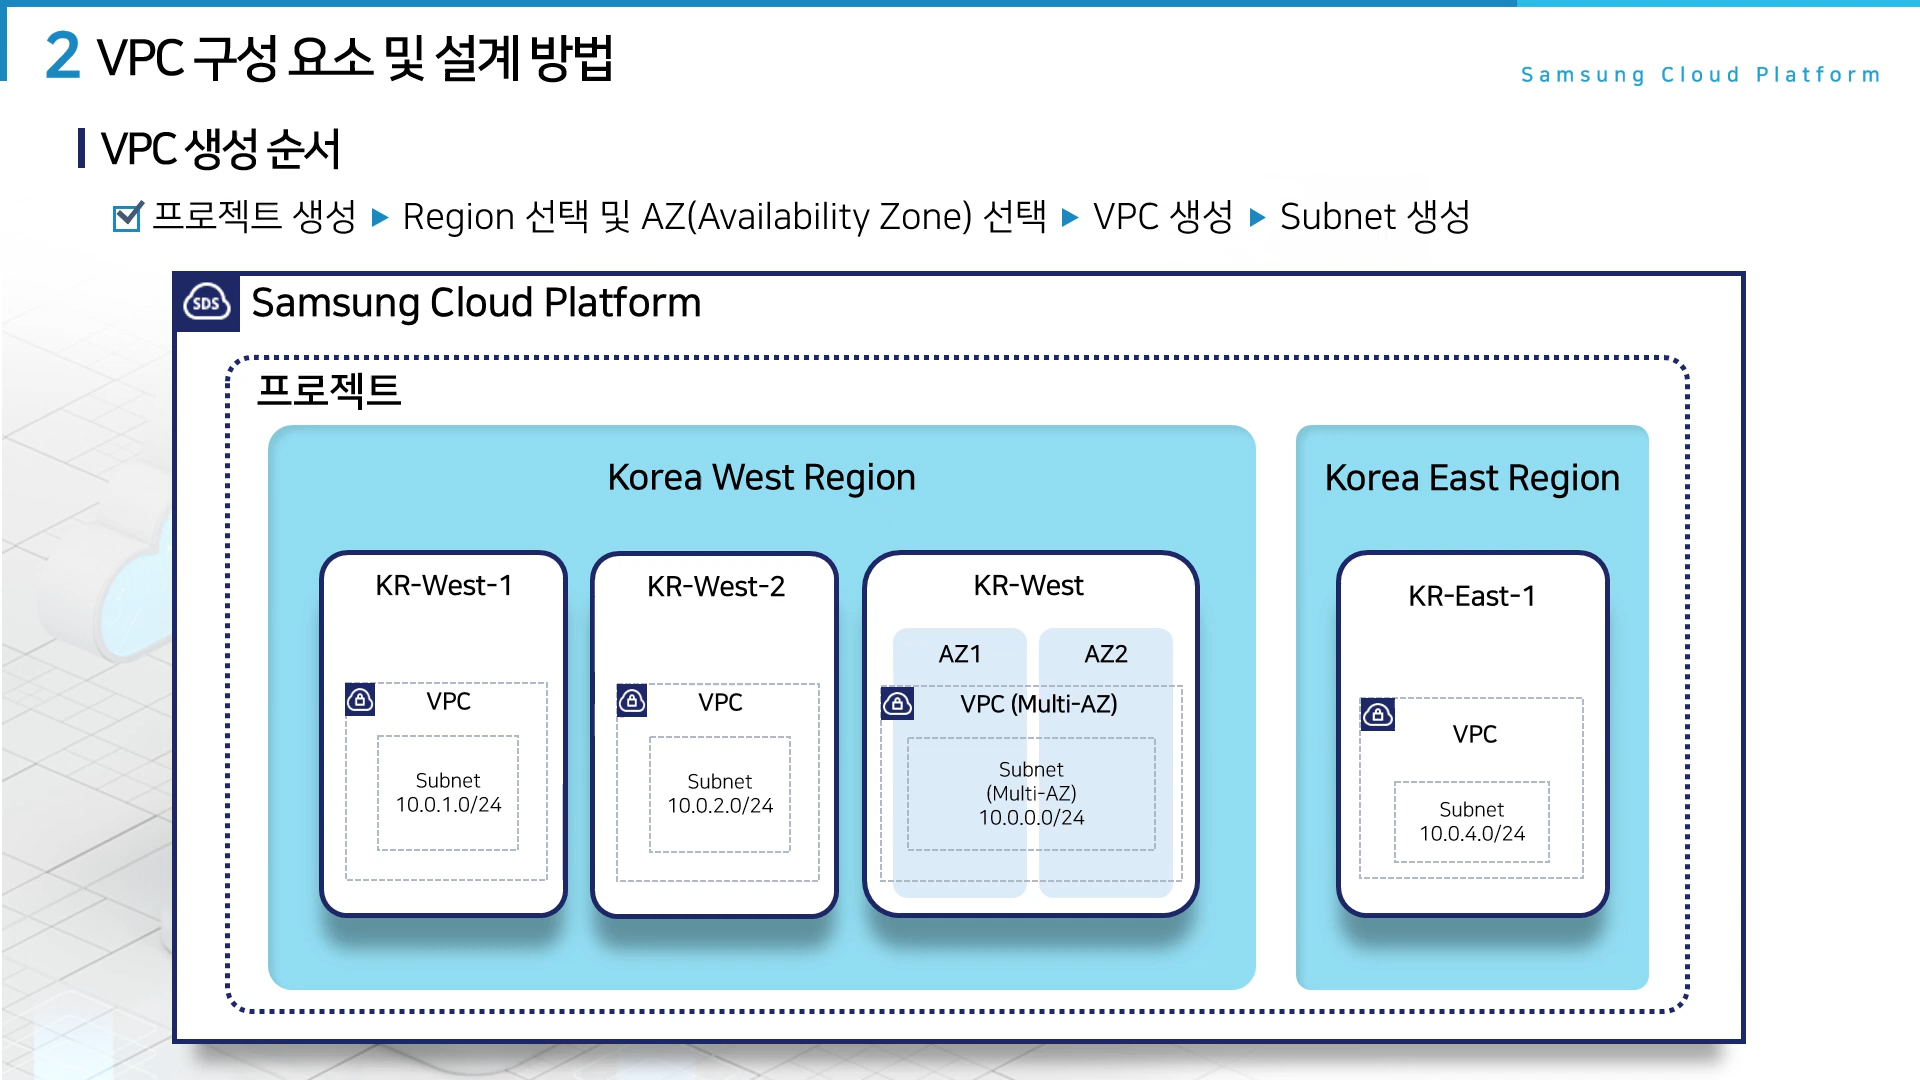 2 VPC 구성 요소 및 설계 방법
Samsung Cloud Platform
VPC 생성 순서
프로젝트 생성 ▶ Region 선택 및 AZ(Availability Zone) 선택 ▶ VPC 생성 ▶ Subnet 생성
SDS Samsung Cloud Platform
프로젝트
Korea West Region
KR-West-1
VPC
Subnet
10.0.1.0/24
KR-West-2
VPC
Subnet
10.0.2.0/24
KR-West
AZ1 AZ2
VPC (Multi-AZ)
Subnet
(Multi-AZ)
10.0.0.0/24
Korea East Region
KR-East-1
VPC
Subnet
10.0.4.0/24